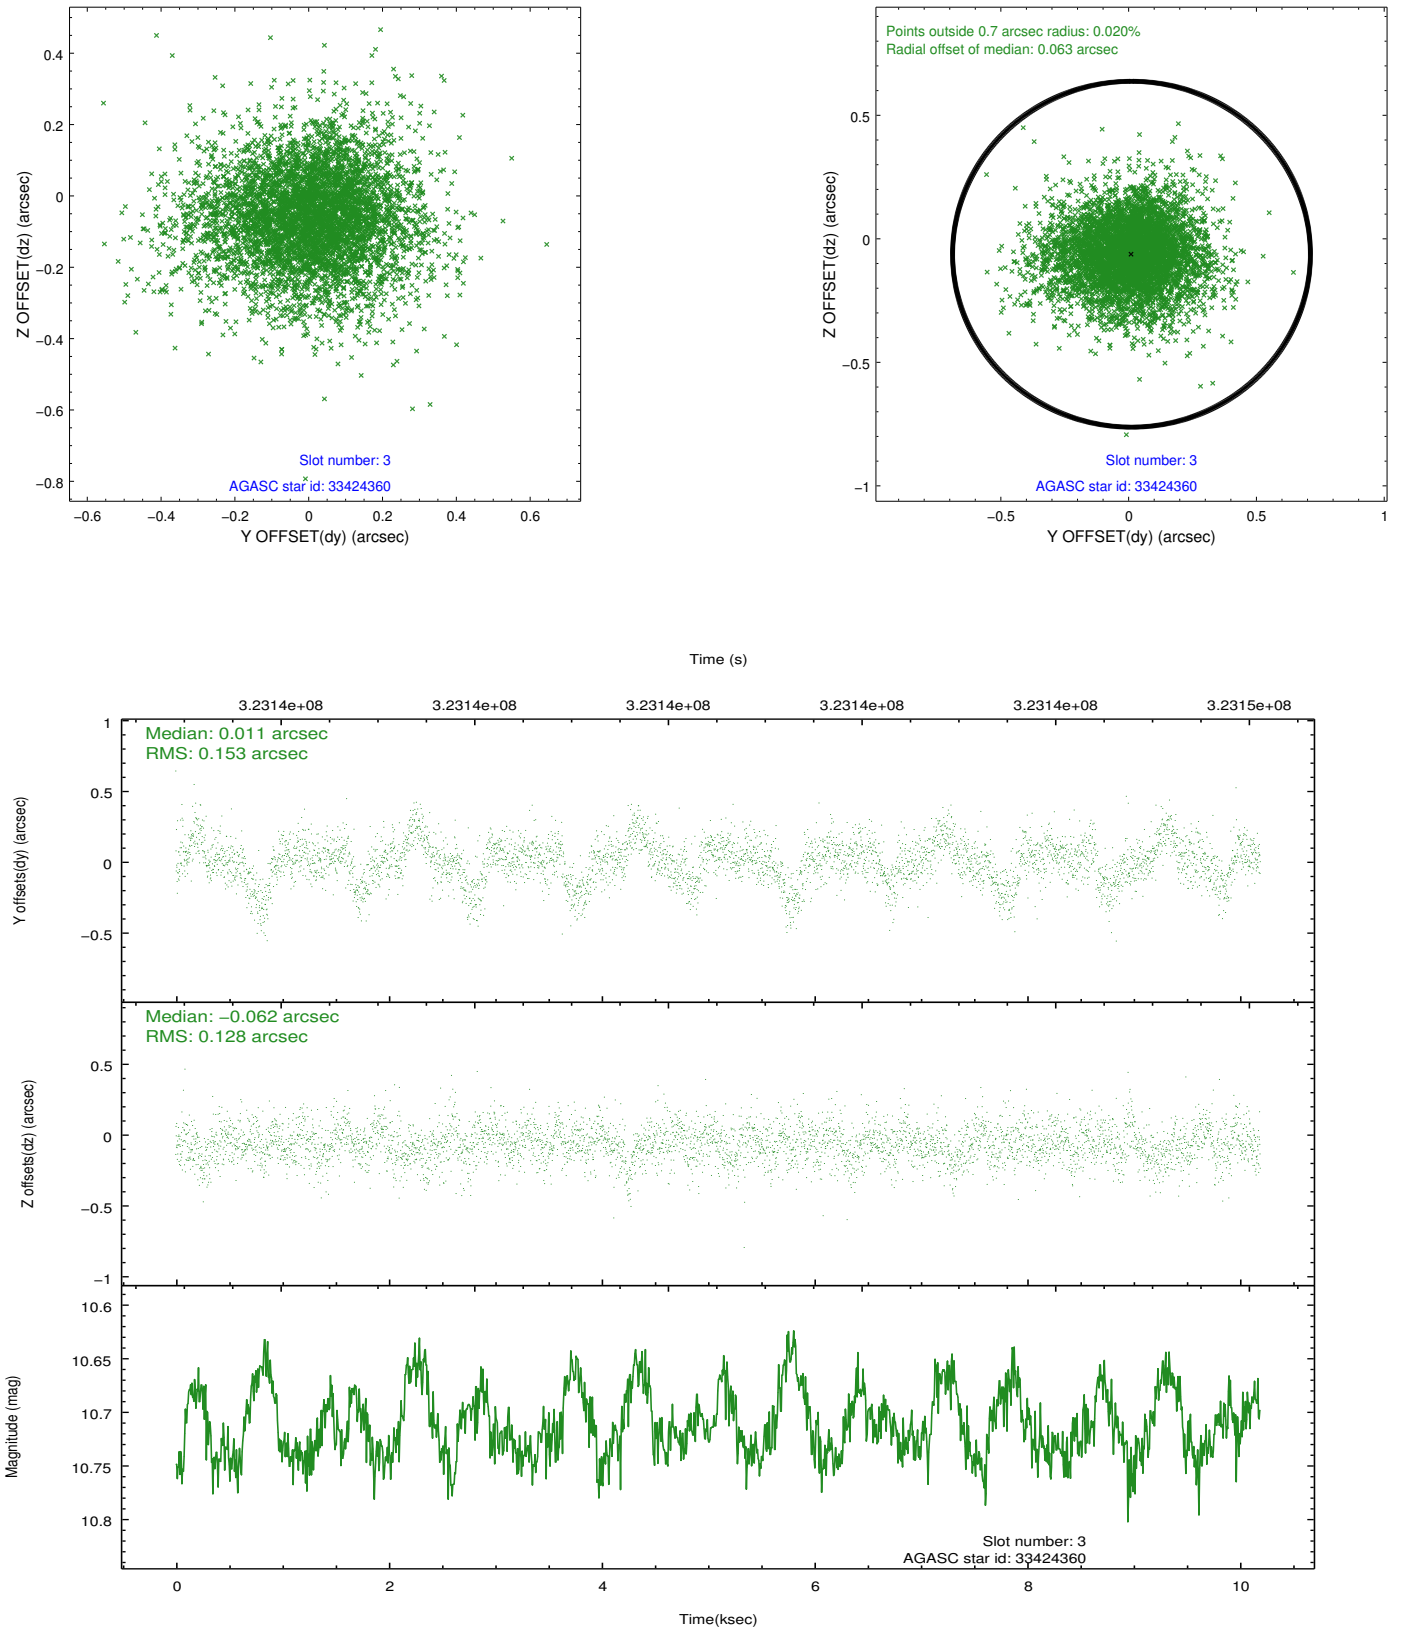 0.4
0.2
0
−0.2
−0.4
−0.6
−0.8
Z OFFSET(dz) (arcsec)
Slot number: 3
AGASC star id: 33424360
−0.6 −0.4 −0.2 0 0.2 0.4 0.6
Y OFFSET(dy) (arcsec)
Points outside 0.7 arcsec radius: 0.020%
Radial offset of median: 0.063 arcsec
0.5
0
−0.5
−1
Z OFFSET(dz) (arcsec)
Slot number: 3
AGASC star id: 33424360
−0.5 0 0.5 1
Y OFFSET(dy) (arcsec)
Time (s)
3.2314e+08 3.2314e+08 3.2314e+08 3.2314e+08 3.2314e+08 3.2315e+08
Median: 0.011 arcsec
RMS: 0.153 arcsec
1
0.5
0
−0.5
Y offsets(dy) (arcsec)
Median: −0.062 arcsec
RMS: 0.128 arcsec
0.5
0
−0.5
−1
Z offsets(dz) (arcsec)
10.6
10.65
10.7
10.75
10.8
Magnitude (mag)
Slot number: 3
AGASC star id: 33424360
0 2 4 6 8 10
Time(ksec)